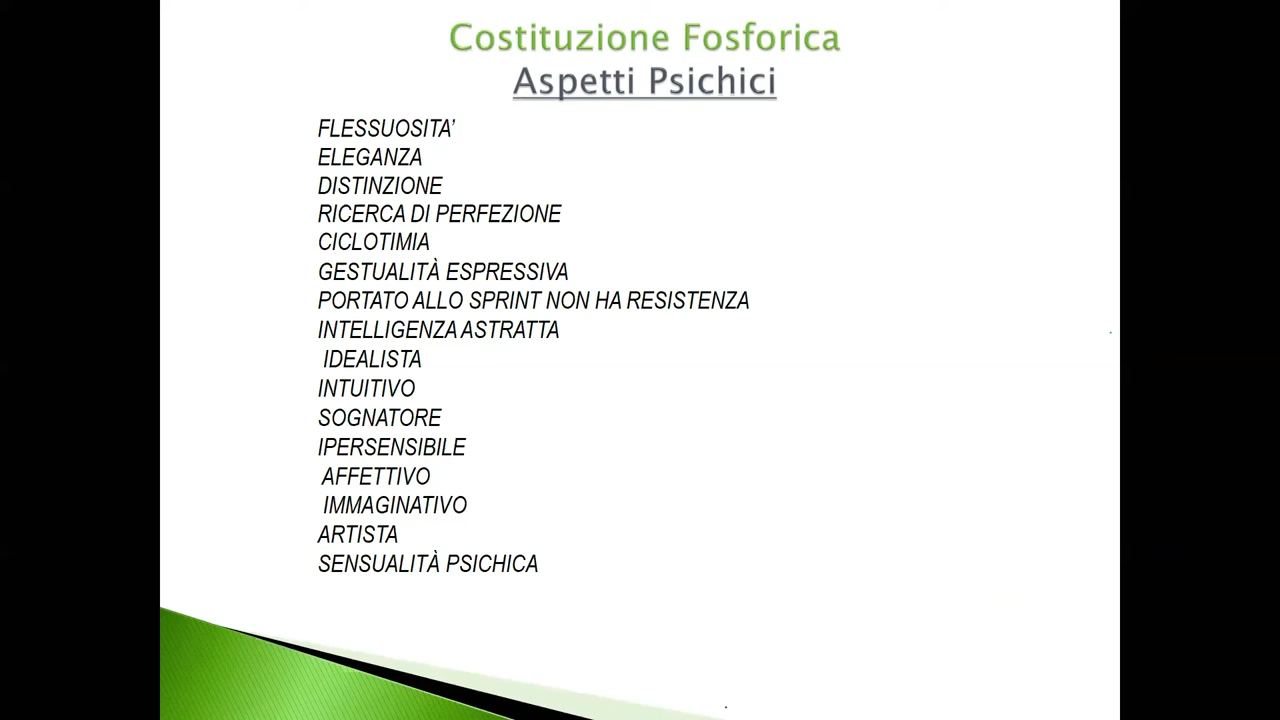 Costituzione Fosforica
Aspetti Psichici
FLESSUOSITA’
ELEGANZA
DISTINZIONE
RICERCA DI PERFEZIONE
CICLOTIMIA
GESTUALITÀ ESPRESSIVA
PORTATO ALLO SPRINT NON HA RESISTENZA
INTELLIGENZA ASTRATTA
IDEALISTA
INTUITIVO
SOGNATORE
IPERSENSIBILE
AFFETTIVO
IMMAGINATIVO
ARTISTA
SENSUALITÀ PSICHICA